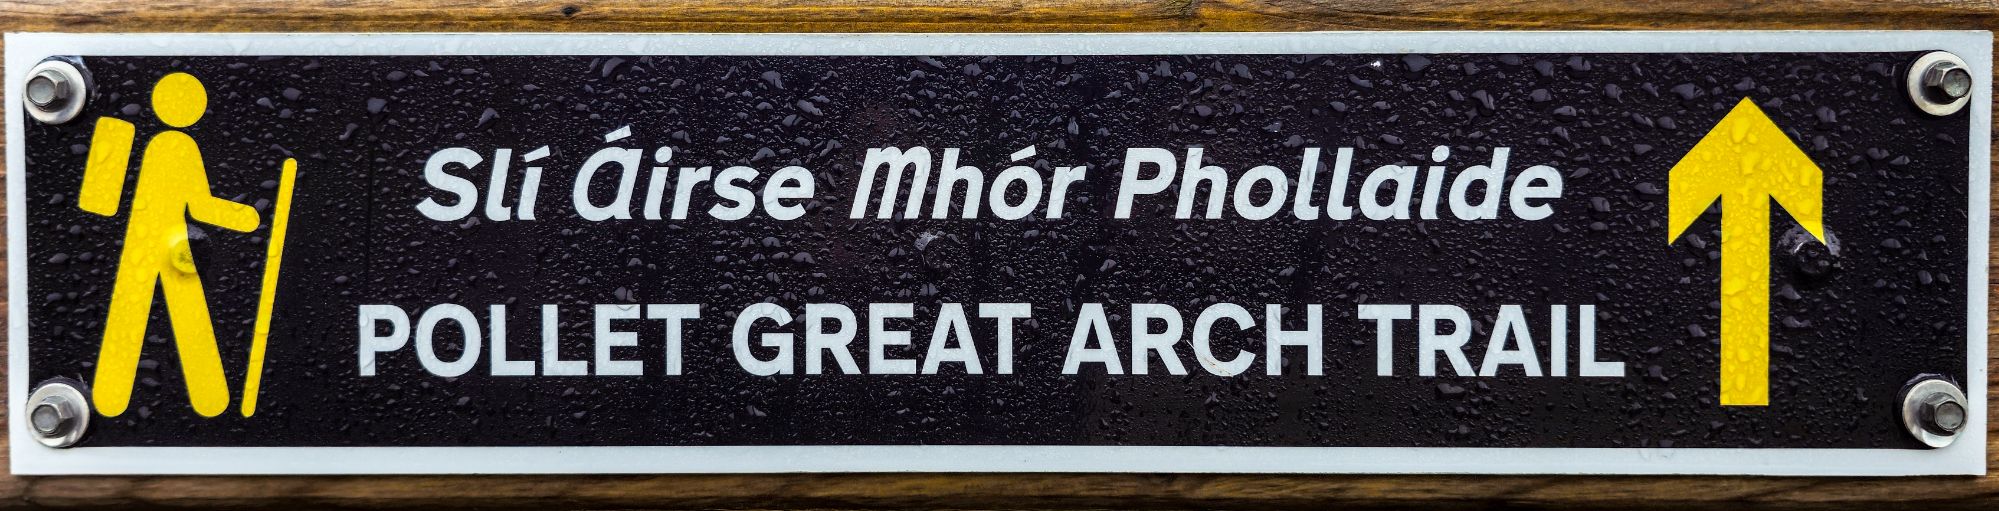 Slí Áirse Mhór Phollaide
POLLET GREAT ARCH TRAIL